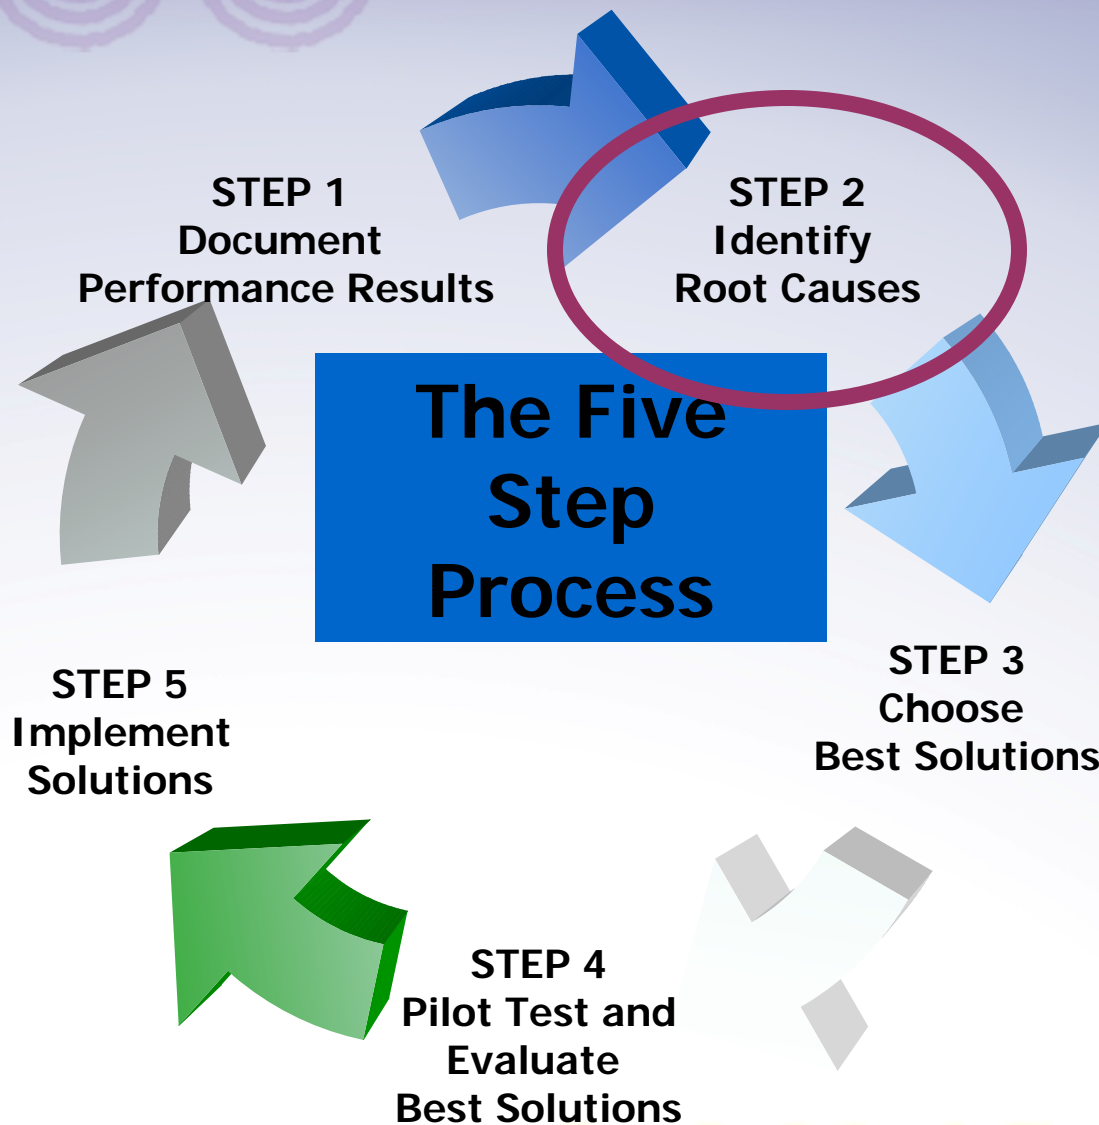 STEP 1
Document
Performance Results
STEP 2
Identify
Root Causes
The Five
Step
Process
STEP 3
Choose
Best Solutions
STEP 4
Pilot Test and
Evaluate
Best Solutions
STEP 5
Implement
Solutions